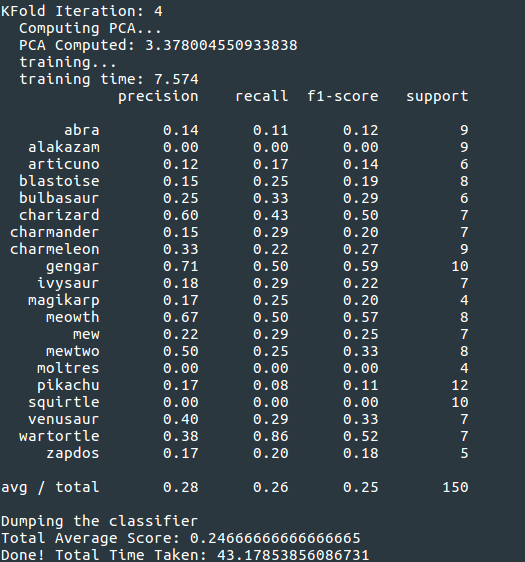 KFold Iteration: 4
Computing PCA...
PCA Computed: 3.378004550933838
training...
training time: 7.574
precision recall f1-score support
abra 0.14 0.11 0.12 9
alakazam 0.00 0.00 0.00 9
articuno 0.12 0.17 0.14 6
blastoise 0.15 0.25 0.19 8
bulbasaur 0.25 0.33 0.29 6
charizard 0.60 0.43 0.50 7
charmander 0.15 0.29 0.20 7
charmeleon 0.33 0.22 0.27 9
gengar 0.71 0.50 0.59 10
ivysaur 0.18 0.29 0.22 7
magikarp 0.17 0.25 0.20 4
meowth 0.67 0.50 0.57 8
mew 0.22 0.29 0.25 7
mewtwo 0.50 0.25 0.33 8
moltres 0.00 0.00 0.00 4
pikachu 0.17 0.08 0.11 12
squirtle 0.00 0.00 0.00 10
venusaur 0.40 0.29 0.33 7
wartortle 0.38 0.86 0.52 7
zapdos 0.17 0.20 0.18 5
avg / total 0.28 0.26 0.25 150
Dumping the classifier
Total Average Score: 0.24666666666666665
Done! Total Time Taken: 43.17853856086731